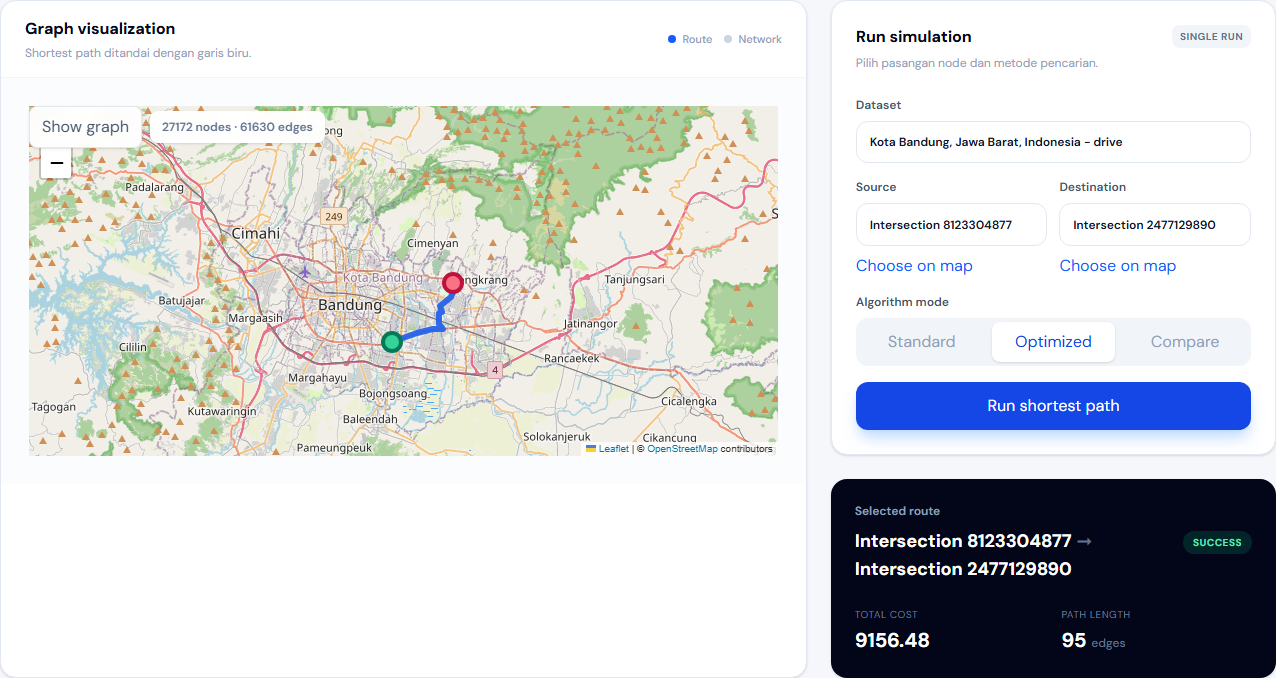 Graph visualization
Shortest path ditandai dengan garis biru.
Route
Network
Show graph
27172 nodes · 61630 edges
ong
−
Padalarang
249
Cimahi
Cimenyan
S
Kota Bandung
ngkrang
Tanjungsari
Batujajar
Bandung
Margaasih
Jatinangor
Cililin
Rancaekek
4
Margahayu
Bojongsoang
Cicalengka
Tagogan
Kutawaringin
Baleendah
Solokanjeruk
Cikancung
Pameungpeuk
Leaflet | © OpenStreetMap contributors
Run simulation
SINGLE RUN
Pilih pasangan node dan metode pencarian.
Dataset
Kota Bandung, Jawa Barat, Indonesia - drive
Source
Destination
Intersection 8123304877
Intersection 2477129890
Choose on map
Choose on map
Algorithm mode
Standard
Optimized
Compare
Run shortest path
Selected route
Intersection 8123304877 →
Intersection 2477129890
SUCCESS
TOTAL COST
PATH LENGTH
9156.48
95 edges